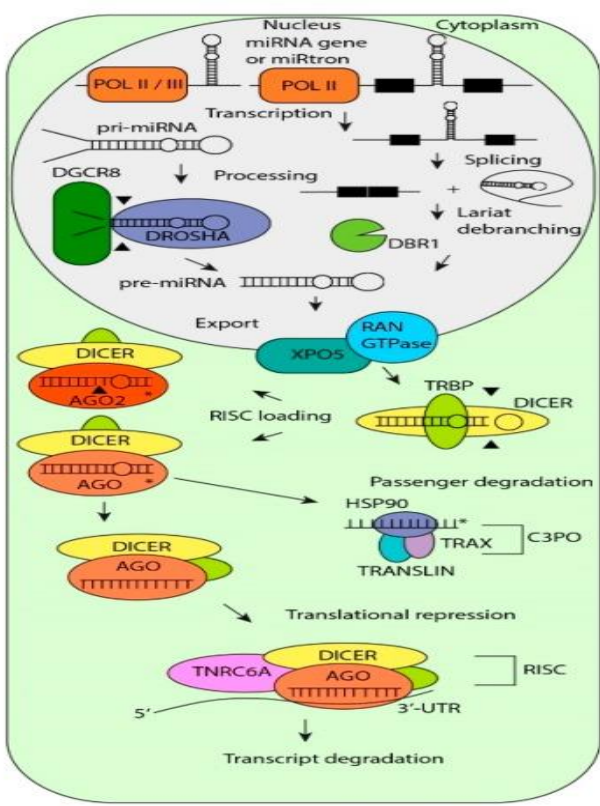 Nucleus
Cytoplasm
miRNA gene
or miRtron
POL II / III
POL II
Transcription
pri-miRNA
Splicing
DGCR8
Processing
+
DROSHA
DBR1
Lariat
debranching
pre-miRNA
Export
RAN
GTPase
XPO5
DICER
AGO2 *
TRBP
DICER
RISC loading
DICER
AGO *
Passenger degradation
HSP90
*
TRAX
C3PO
TRANSLIN
DICER
AGO
Translational repression
DICER
TNRC6A
AGO
RISC
5’
3’-UTR
Transcript degradation